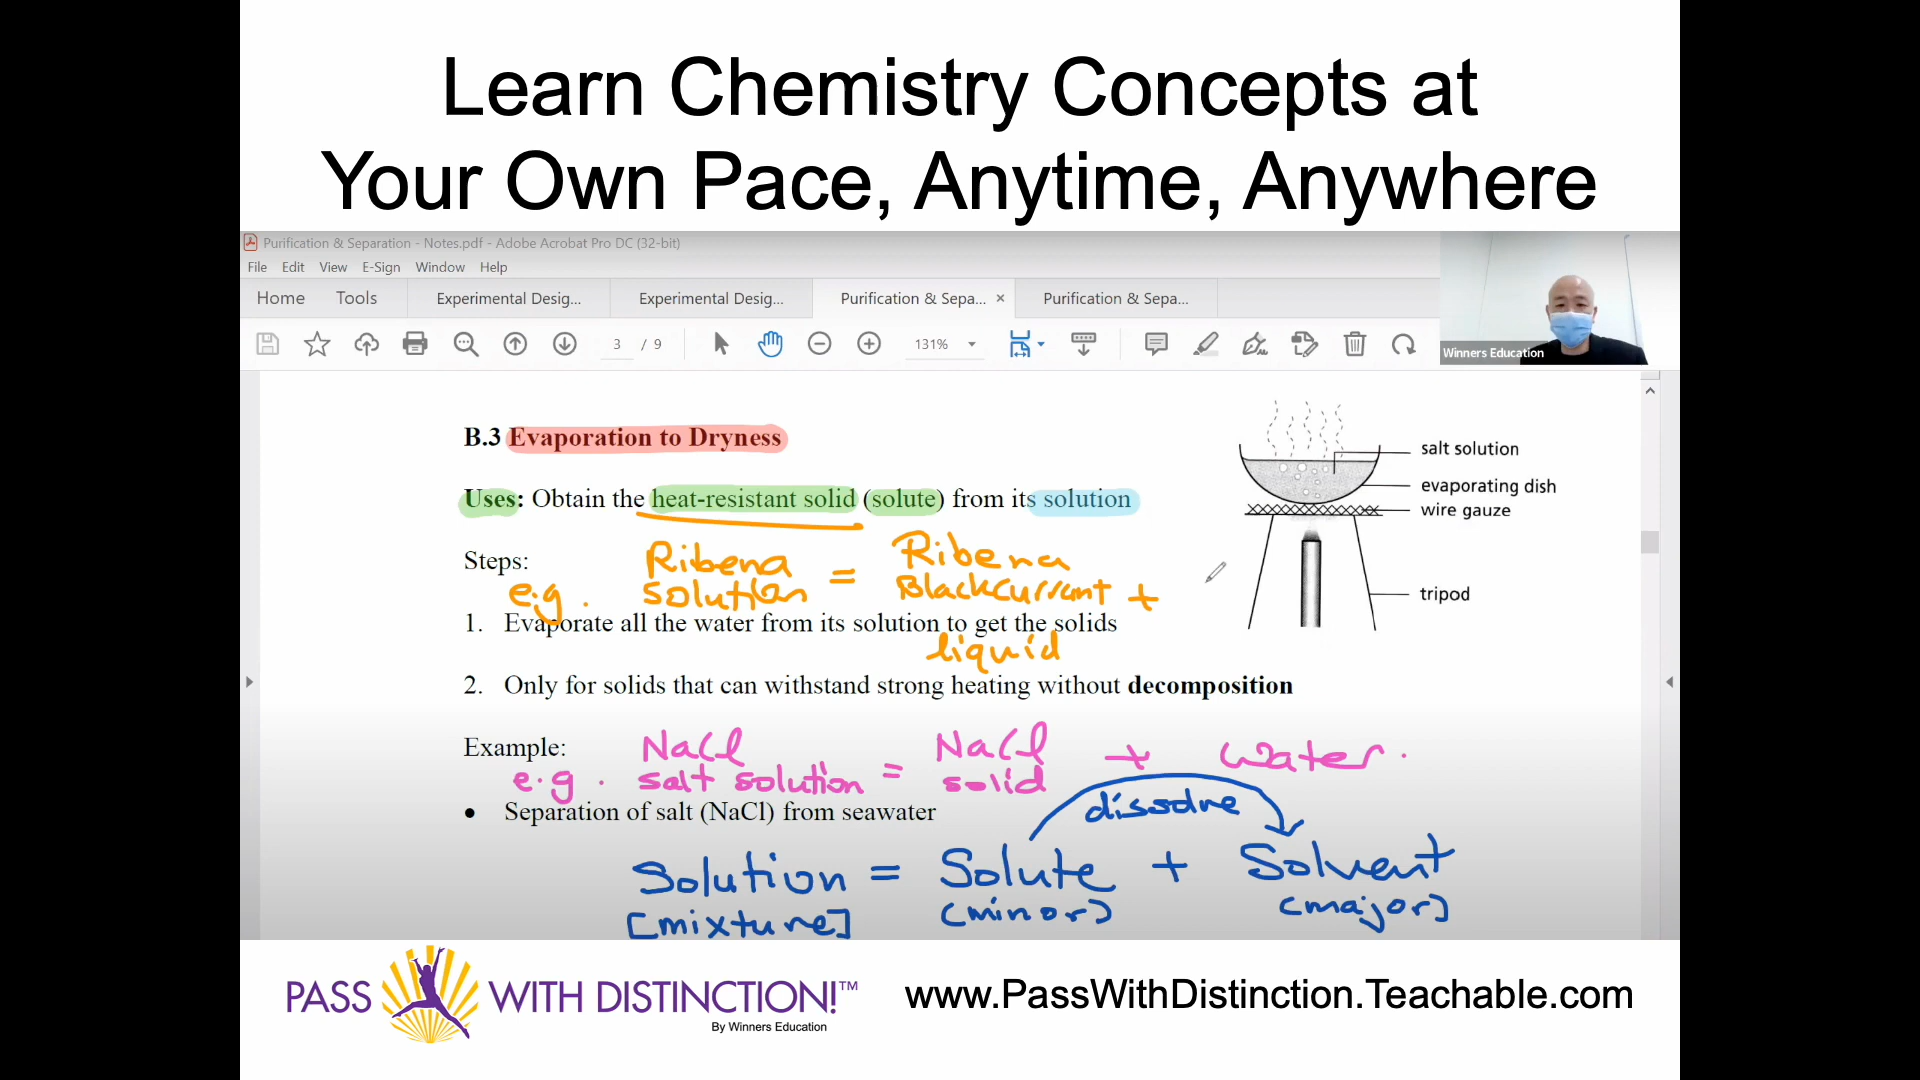 Learn Chemistry Concepts at
Your Own Pace, Anytime, Anywhere
Purification & Separation - Notes.pdf - Adobe Acrobat Pro DC (32-bit)
File Edit View E-Sign Window Help
Home Tools Experimental Desig... Experimental Desig... Purification & Sepa... × Purification & Sepa...
3 / 9 131%
Winners Education
B.3 Evaporation to Dryness
salt solution
evaporating dish
wire gauze
tripod
Uses: Obtain the heat-resistant solid (solute) from its solution
Steps:
e.g. Ribena solution = Ribena Blackcurrant + liquid
1. Evaporate all the water from its solution to get the solids
2. Only for solids that can withstand strong heating without decomposition
Example:
e.g. NaCl salt solution = NaCl solid + water.
• Separation of salt (NaCl) from seawater
dissolve
Solution = Solute + Solvent
[mixture] (minor) (major)
PASS WITH DISTINCTION!™
By Winners Education
www.PassWithDistinction.Teachable.com